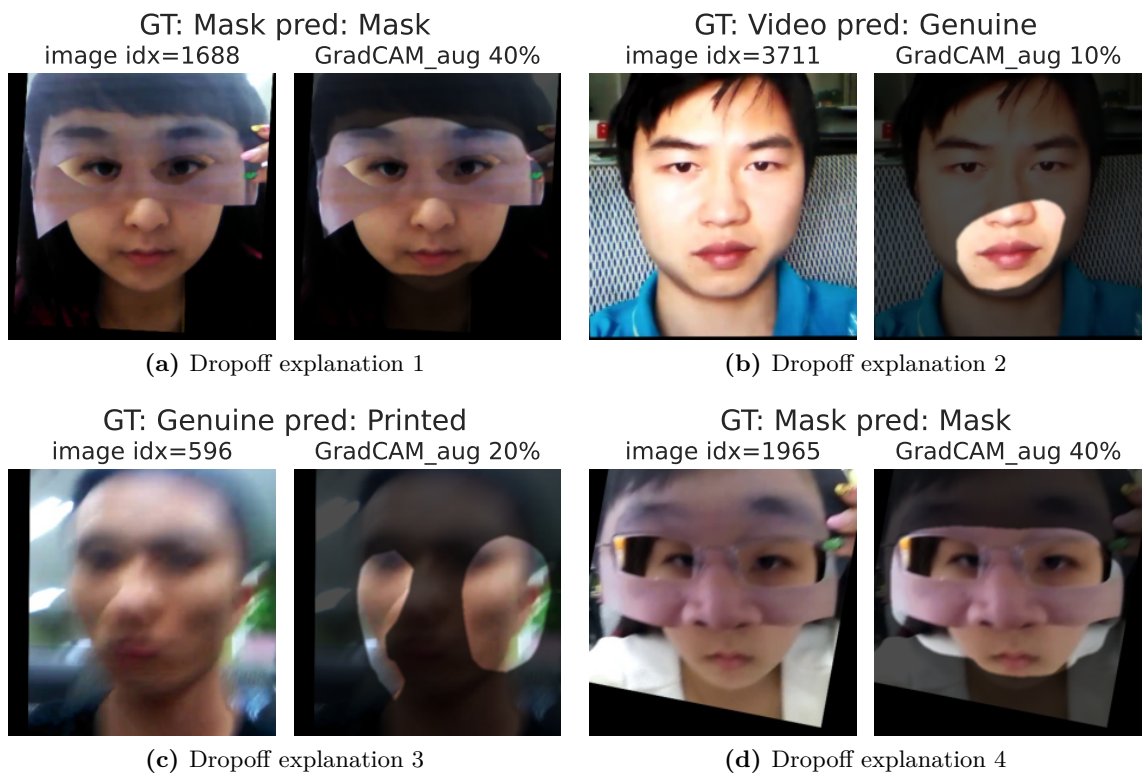 GT: Mask pred: Mask
image idx=1688 GradCAM_aug 40%
(a) Dropoff explanation 1
GT: Video pred: Genuine
image idx=3711 GradCAM_aug 10%
(b) Dropoff explanation 2
GT: Genuine pred: Printed
image idx=596 GradCAM_aug 20%
(c) Dropoff explanation 3
GT: Mask pred: Mask
image idx=1965 GradCAM_aug 40%
(d) Dropoff explanation 4